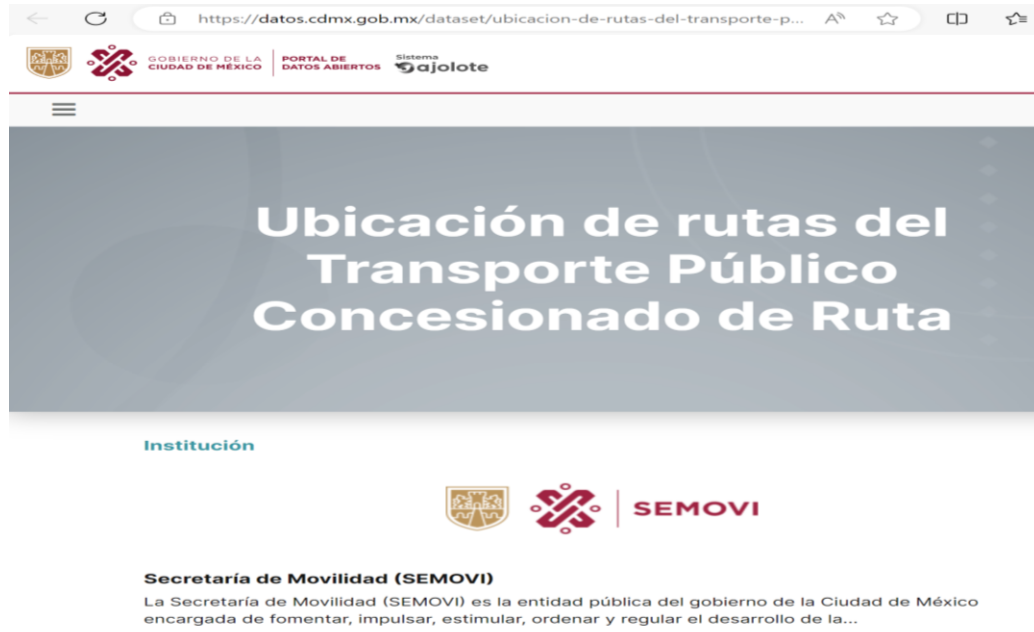 https://datos.cdmx.gob.mx/dataset/ubicacion-de-rutas-del-transporte-p...
GOBIERNO DE LA
CIUDAD DE MÉXICO
PORTAL DE
DATOS ABIERTOS
Sistema
ajolote
Ubicación de rutas del
Transporte Público
Concesionado de Ruta
Institución
SEMOVI
Secretaría de Movilidad (SEMOVI)
La Secretaría de Movilidad (SEMOVI) es la entidad pública del gobierno de la Ciudad de México
encargada de fomentar, impulsar, estimular, ordenar y regular el desarrollo de la...